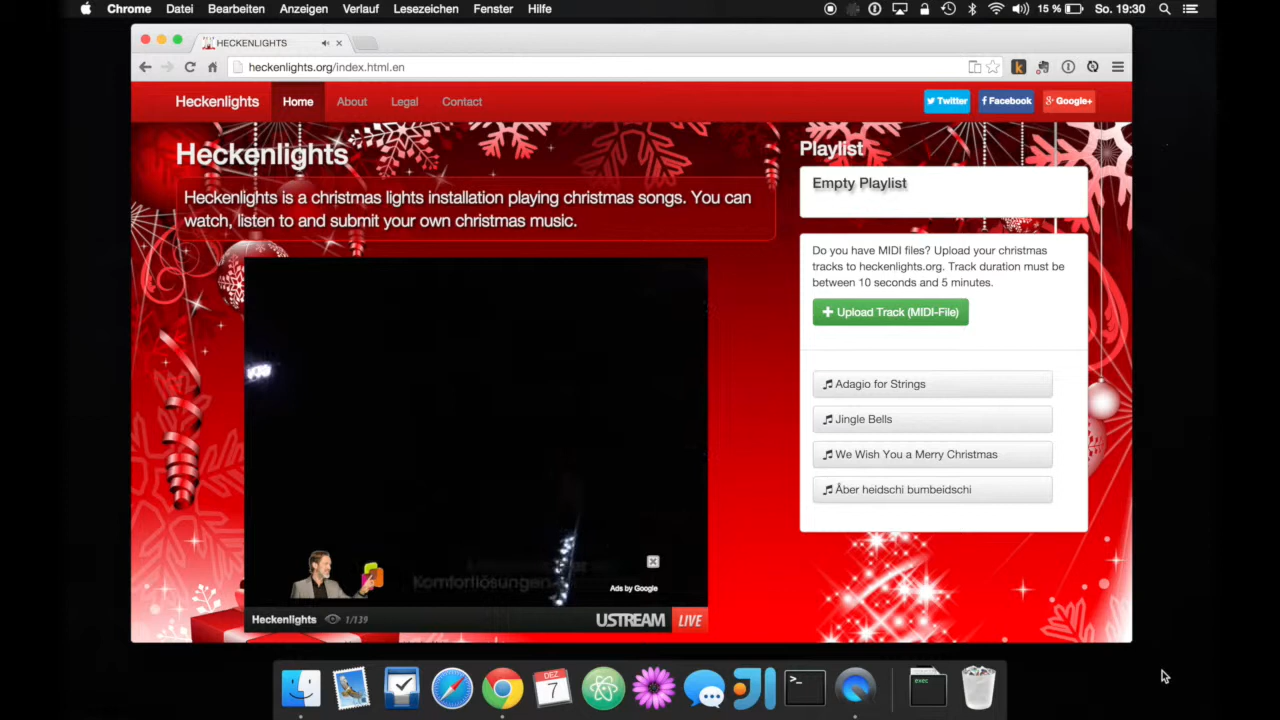 Chrome Datei Bearbeiten Anzeigen Verlauf Lesezeichen Fenster Hilfe 15 % So. 19:30
HECKENLIGHTS
heckenlights.org/index.html.en
Heckenlights Home About Legal Contact Twitter Facebook Google+
Heckenlights
Heckenlights is a christmas lights installation playing christmas songs. You can
watch, listen to and submit your own christmas music.
Komfortlösungen
Ads by Google
Heckenlights 1/139 USTREAM LIVE
Playlist
Empty Playlist
Do you have MIDI files? Upload your christmas
tracks to heckenlights.org. Track duration must be
between 10 seconds and 5 minutes.
Upload Track (MIDI-File)
Adagio for Strings
Jingle Bells
We Wish You a Merry Christmas
Åber heidschi bumbeidschi
DEZ
7
exec